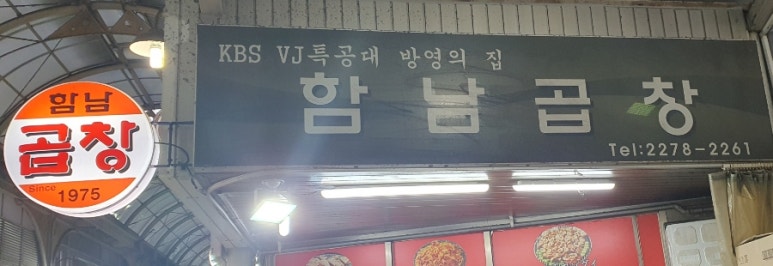 함남
곱창
Since
1975
KBS VJ특공대 방영의 집
함남곱창
Tel:2278-2261